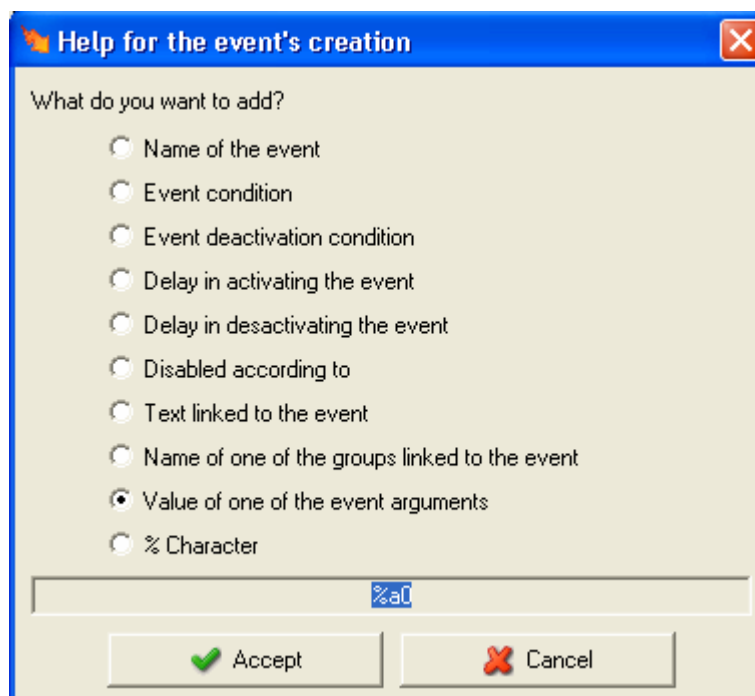 Help for the event's creation
What do you want to add?
Name of the event
Event condition
Event deactivation condition
Delay in activating the event
Delay in desactivating the event
Disabled according to
Text linked to the event
Name of one of the groups linked to the event
Value of one of the event arguments
% Character
%a0
Accept
Cancel